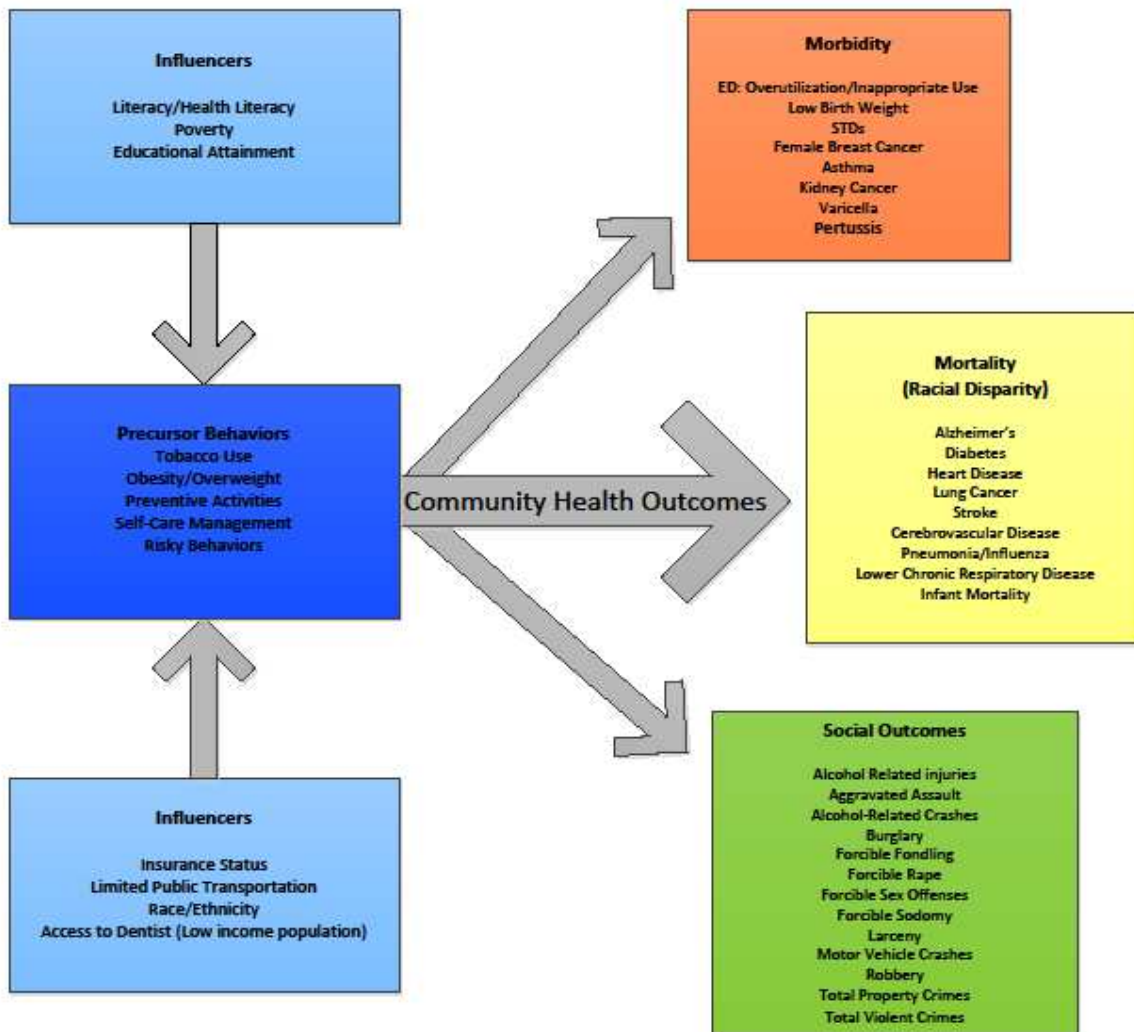 Influencers
Literacy/Health Literacy
Poverty
Educational Attainment
Morbidity
ED: Overutilization/Inappropriate Use
Low Birth Weight
STDs
Female Breast Cancer
Asthma
Kidney Cancer
Varicella
Pertussis
Precursor Behaviors
Tobacco Use
Obesity/Overweight
Preventive Activities
Self-Care Management
Risky Behaviors
Community Health Outcomes
Mortality
(Racial Disparity)
Alzheimer's
Diabetes
Heart Disease
Lung Cancer
Stroke
Cerebrovascular Disease
Pneumonia/Influenza
Lower Chronic Respiratory Disease
Infant Mortality
Influencers
Insurance Status
Limited Public Transportation
Race/Ethnicity
Access to Dentist (Low income population)
Social Outcomes
Alcohol Related injuries
Aggravated Assault
Alcohol-Related Crashes
Burglary
Forcible Fondling
Forcible Rape
Forcible Sex Offenses
Forcible Sodomy
Larceny
Motor Vehicle Crashes
Robbery
Total Property Crimes
Total Violent Crimes